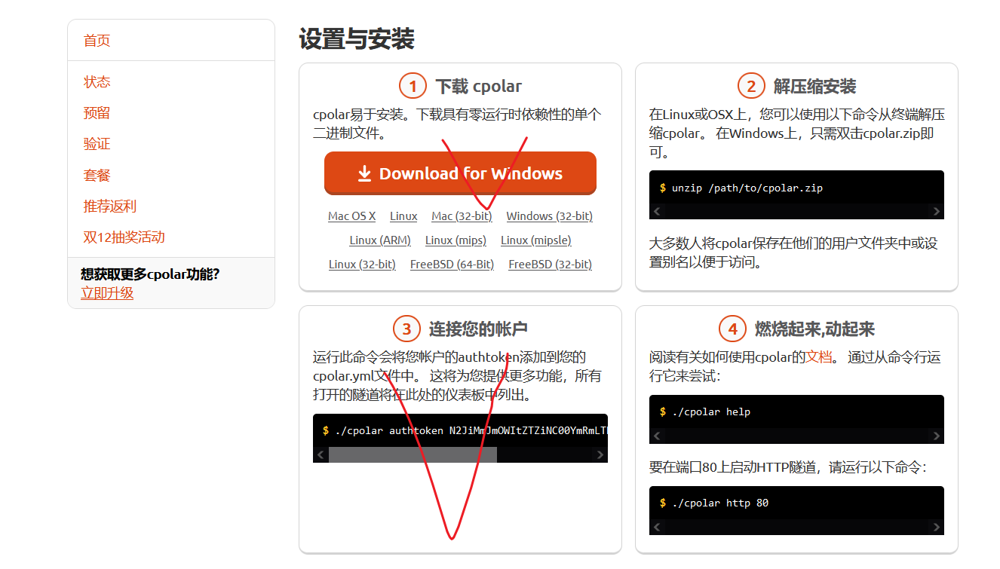 首页
状态
预留
验证
套餐
推荐返利
双12抽奖活动
想获取更多cpolar功能?
立即升级
设置与安装
1 下载 cpolar
cpolar易于安装。下载具有零运行时依赖性的单个
二进制文件。
Download for Windows
Mac OS X Linux Mac (32-bit) Windows (32-bit)
Linux (ARM) Linux (mips) Linux (mipsle)
Linux (32-bit) FreeBSD (64-Bit) FreeBSD (32-bit)
2 解压缩安装
在Linux或OSX上，您可以使用以下命令从终端解压
缩cpolar。 在Windows上，只需双击cpolar.zip即
可。
$ unzip /path/to/cpolar.zip
大多数人将cpolar保存在他们的用户文件夹中或设
置别名以便于访问。
3 连接您的帐户
运行此命令会将您帐户的authtoken添加到您的
cpolar.yml文件中。 这将为您提供更多功能，所有
打开的隧道将在此处的仪表板中列出。
$ ./cpolar authtoken N2JiMmJmOWItZTZiNC00YmRmLT
4 燃烧起来,动起来
阅读有关如何使用cpolar的文档。 通过从命令行运
行它来尝试：
$ ./cpolar help
要在端口80上启动HTTP隧道，请运行以下命令：
$ ./cpolar http 80